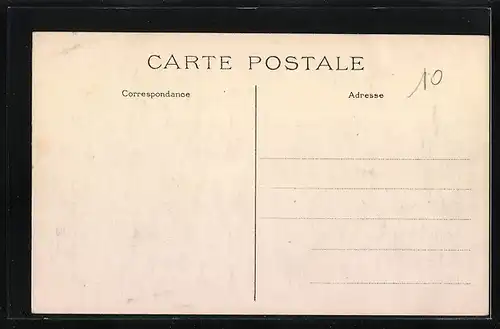 CARTE POSTALE
10
Correspondance
Adresse